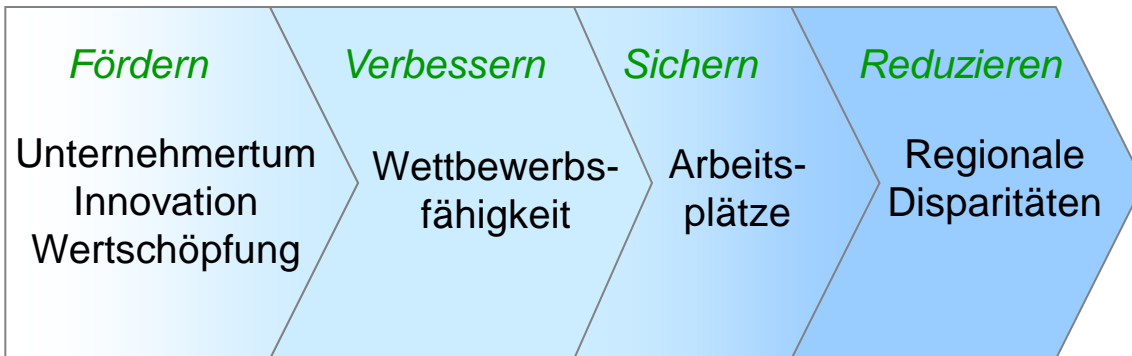 Fördern
Unternehmertum
Innovation
Wertschöpfung
Verbessern
Wettbewerbs-
fähigkeit
Sichern
Arbeits-
plätze
Reduzieren
Regionale
Disparitäten